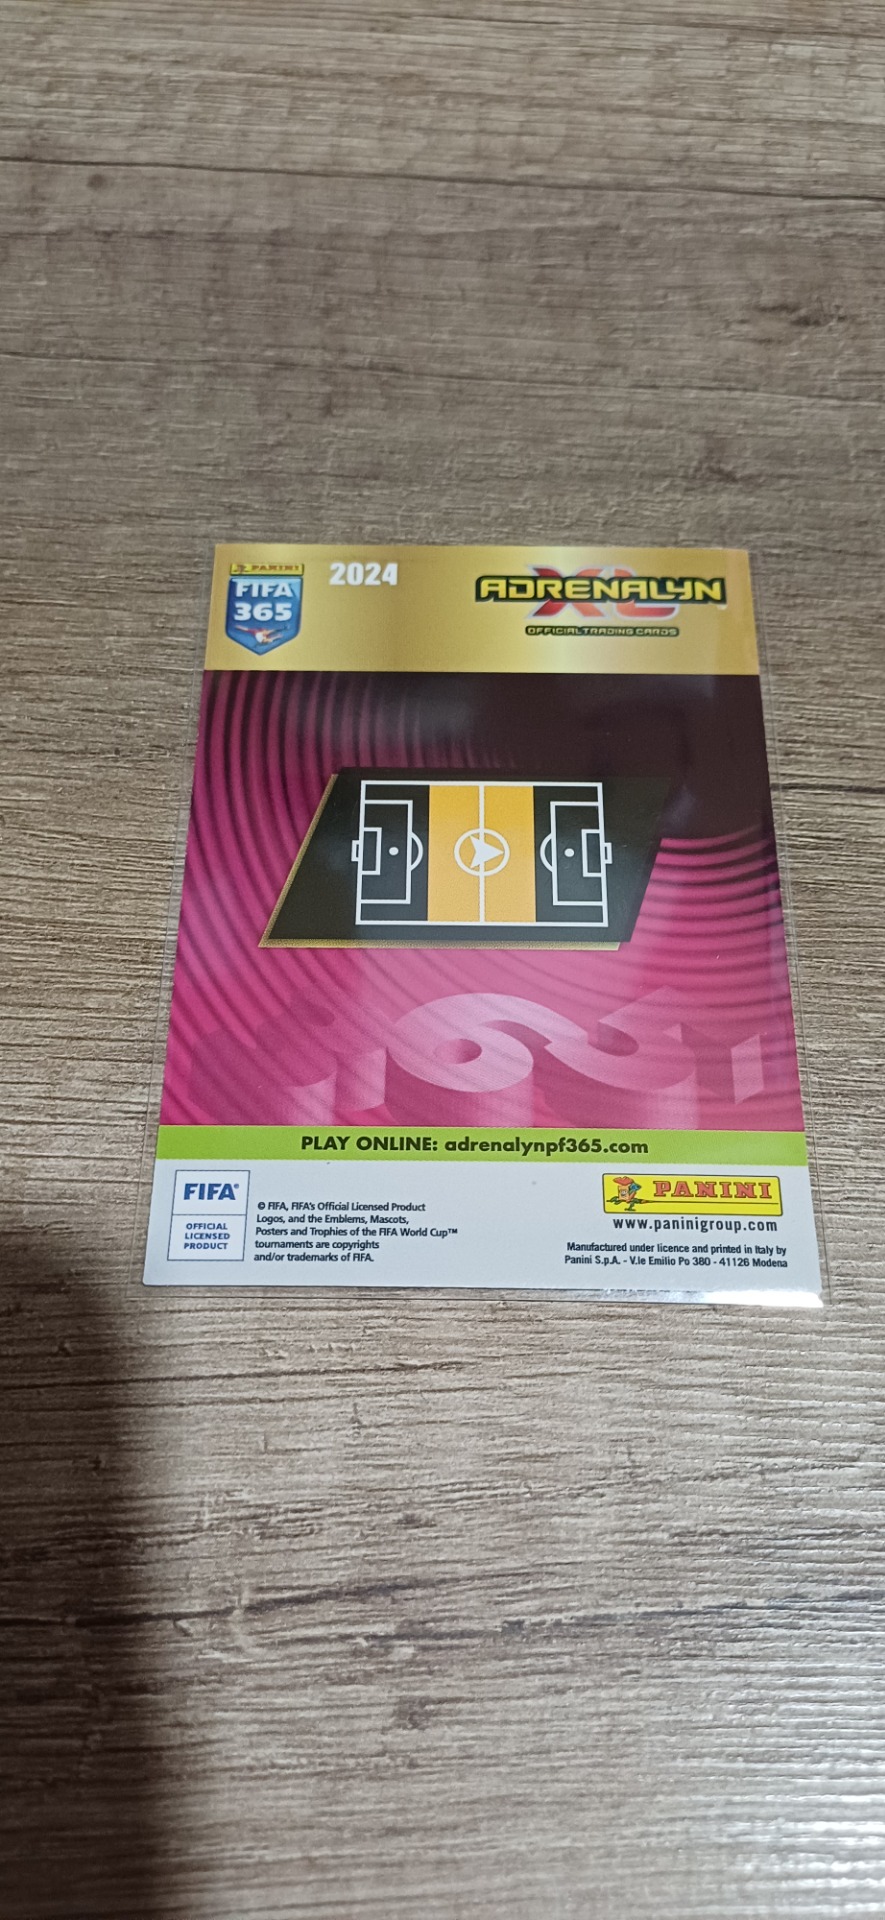 PANINI
FIFA
365
2024
ADRENALYN
XL
OFFICIAL TRADING CARDS
365
PLAY ONLINE: adrenalynpf365.com
FIFA®
OFFICIAL
LICENSED
PRODUCT
© FIFA, FIFA's Official Licensed Product
Logos, and the Emblems, Mascots,
Posters and Trophies of the FIFA World Cup™
tournaments are copyrights
and/or trademarks of FIFA.
PANINI
www.paninigroup.com
Manufactured under licence and printed in Italy by
Panini S.p.A. - V.le Emilio Po 380 - 41126 Modena